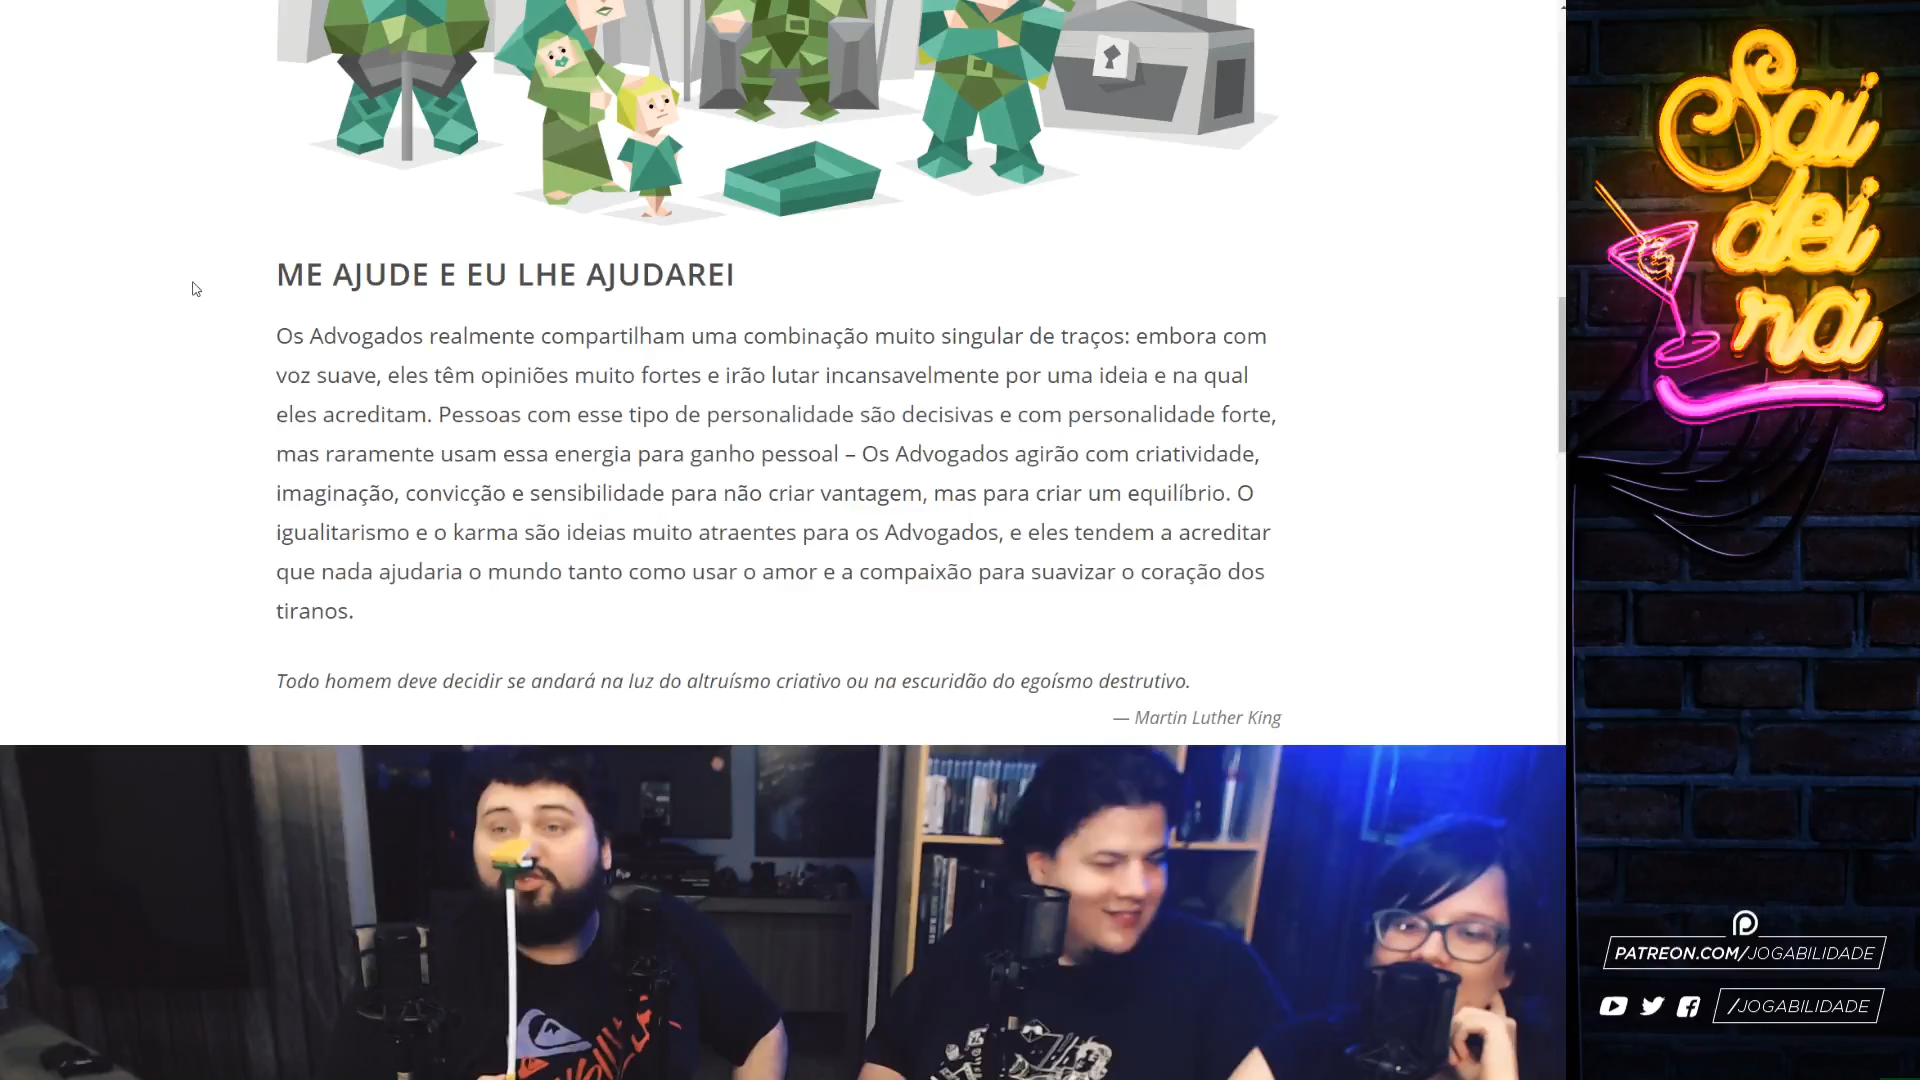 ME AJUDE E EU LHE AJUDAREI
Os Advogados realmente compartilham uma combinação muito singular de traços: embora com
voz suave, eles têm opiniões muito fortes e irão lutar incansavelmente por uma ideia e na qual
eles acreditam. Pessoas com esse tipo de personalidade são decisivas e com personalidade forte,
mas raramente usam essa energia para ganho pessoal – Os Advogados agirão com criatividade,
imaginação, convicção e sensibilidade para não criar vantagem, mas para criar um equilíbrio. O
igualitarismo e o karma são ideias muito atraentes para os Advogados, e eles tendem a acreditar
que nada ajudaria o mundo tanto como usar o amor e a compaixão para suavizar o coração dos
tiranos.
Todo homem deve decidir se andará na luz do altruísmo criativo ou na escuridão do egoísmo destrutivo.
— Martin Luther King
Sai
dei
ra
PATREON.COM/JOGABILIDADE
/JOGABILIDADE